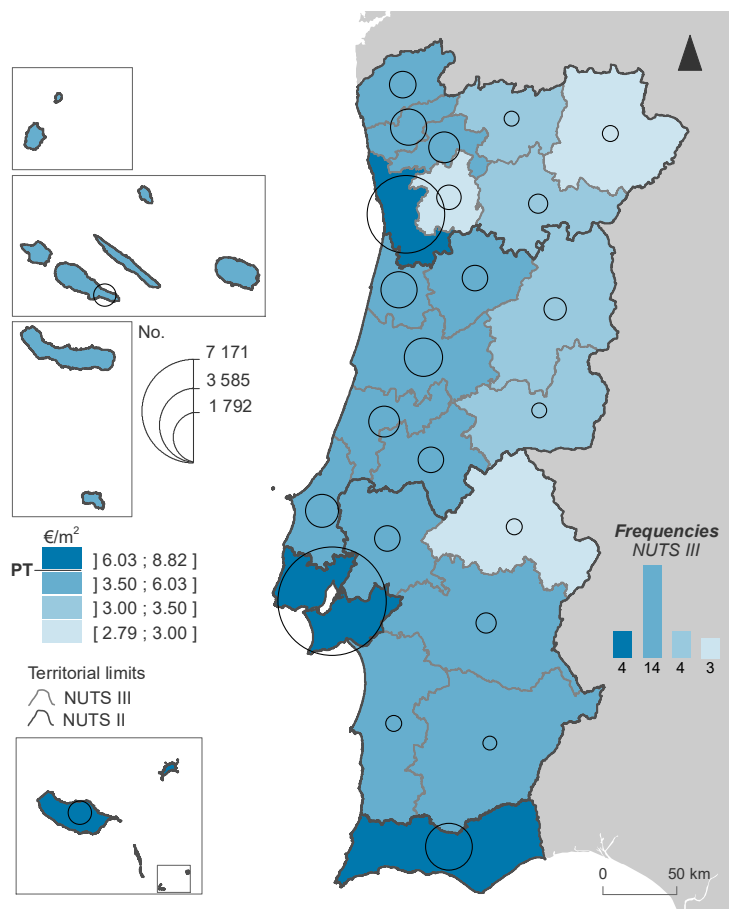 No.
7 171
3 585
1 792
€/m²
PT
] 6.03 ; 8.82 ]
] 3.50 ; 6.03 ]
] 3.00 ; 3.50 ]
[ 2.79 ; 3.00 ]
Frequencies
NUTS III
4 14 4 3
Territorial limits
NUTS III
NUTS II
0 50 km